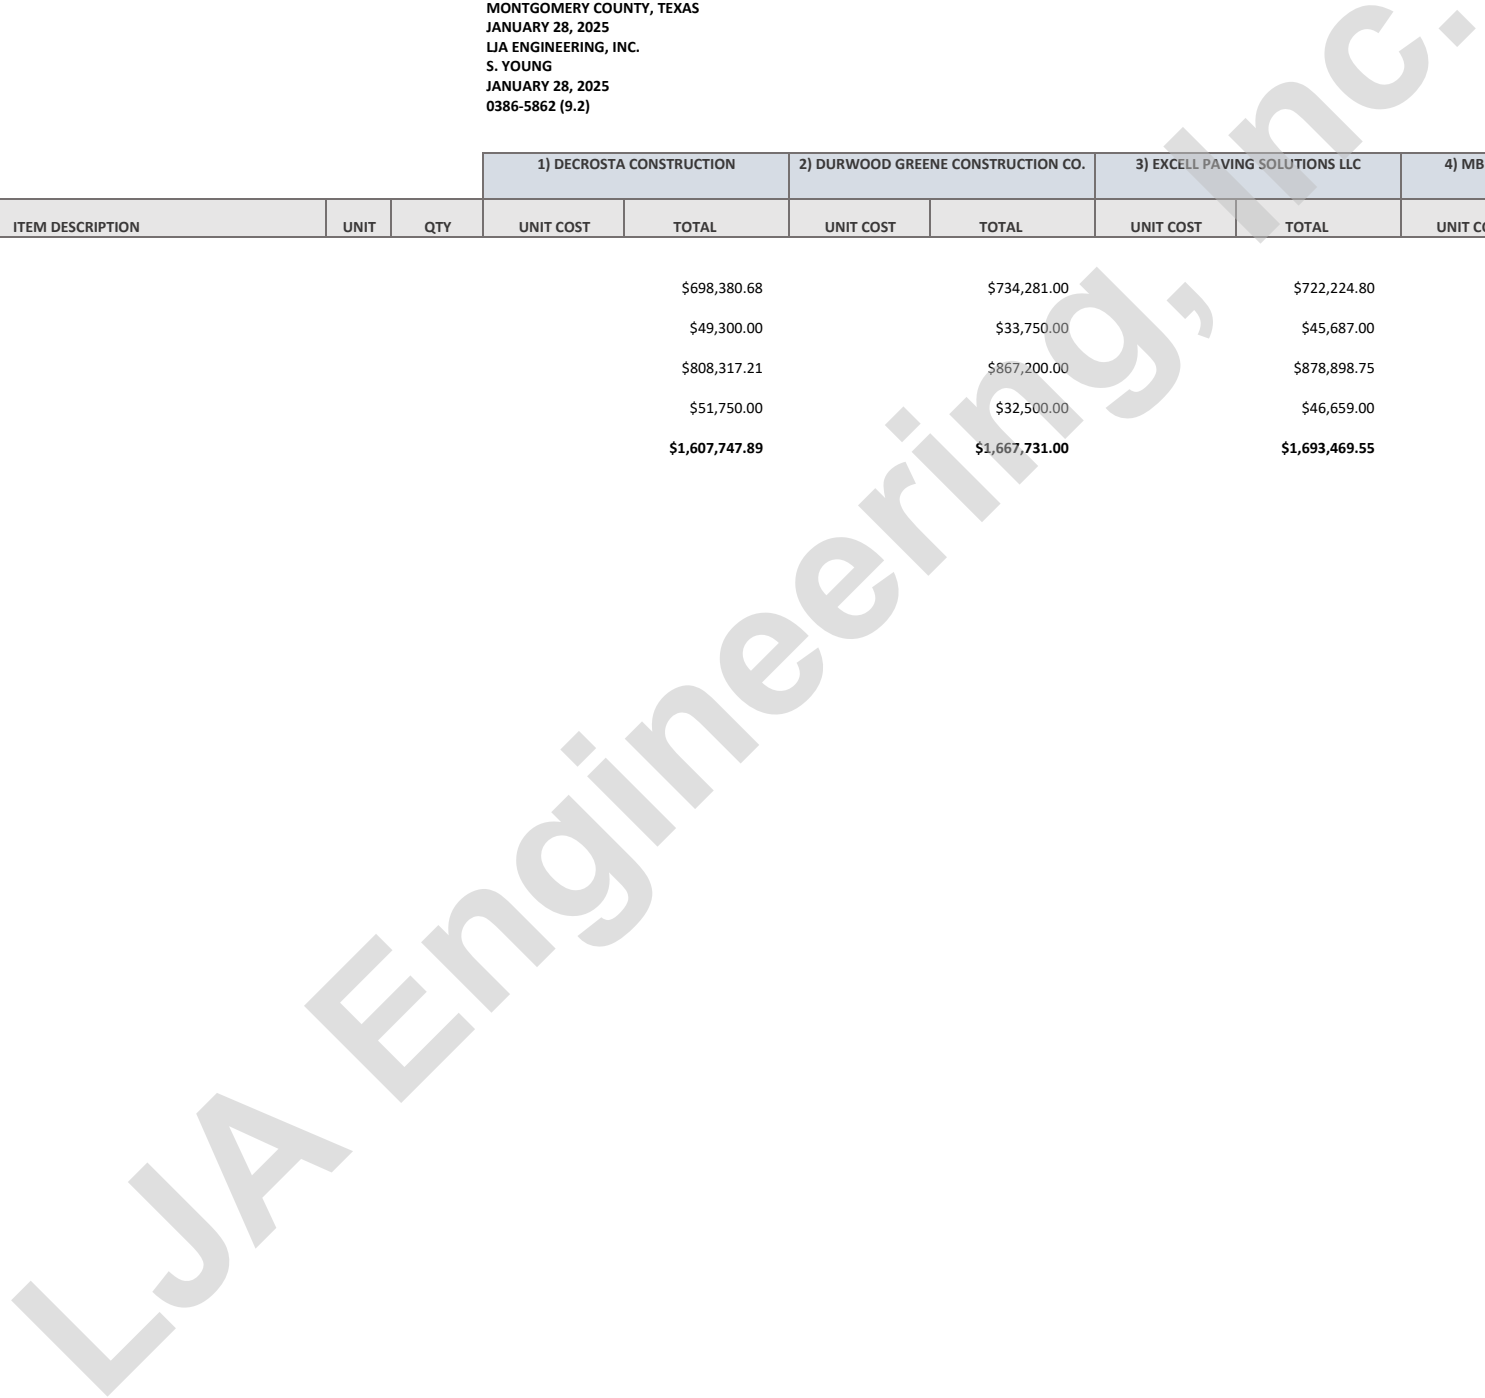 MONTGOMERY COUNTY, TEXAS
JANUARY 28, 2025
LJA ENGINEERING, INC.
S. YOUNG
JANUARY 28, 2025
0386-5862 (9.2)
1) DECROSTA CONSTRUCTION 2) DURWOOD GREENE CONSTRUCTION CO. 3) EXCELL PAVING SOLUTIONS LLC 4) MB
ITEM DESCRIPTION UNIT QTY UNIT COST TOTAL UNIT COST TOTAL UNIT COST TOTAL UNIT
$698,380.68 $734,281.00 $722,224.80
$49,300.00 $33,750.00 $45,687.00
$808,317.21 $867,200.00 $878,898.75
$51,750.00 $32,500.00 $46,659.00
$1,607,747.89 $1,667,731.00 $1,693,469.55
LJA Engineering, Inc.